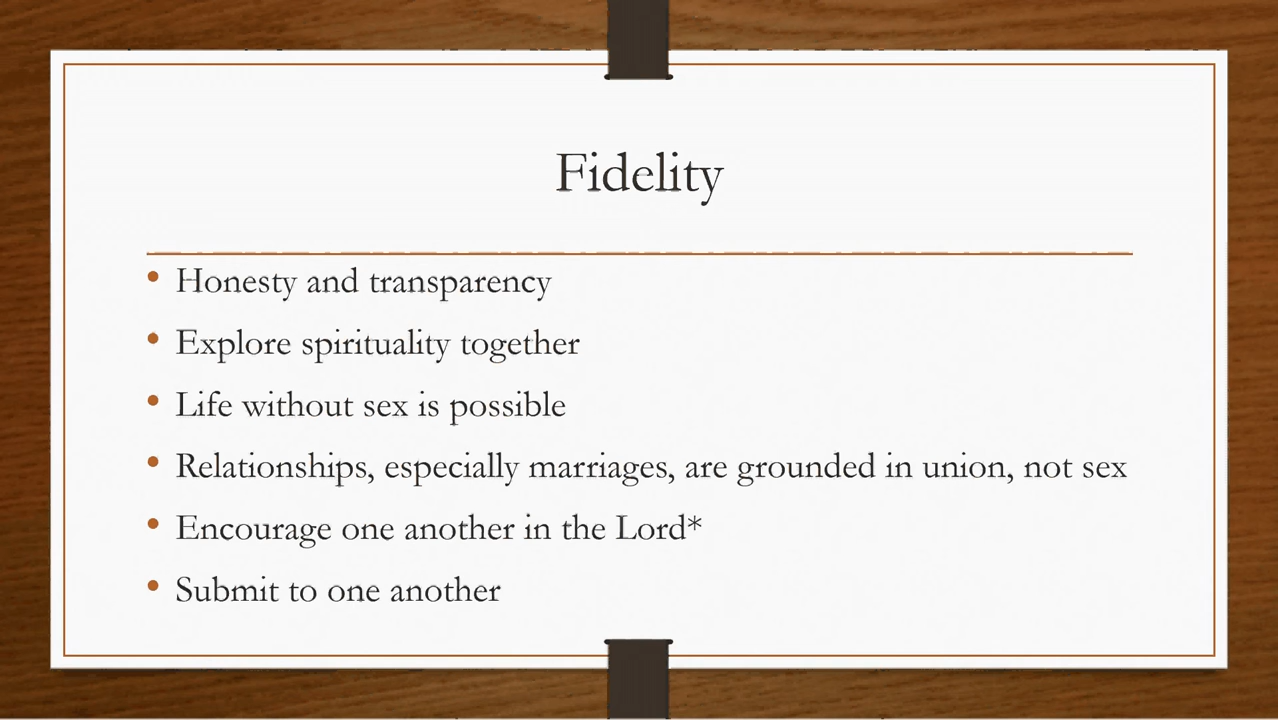 Fidelity
• Honesty and transparency
• Explore spirituality together
• Life without sex is possible
• Relationships, especially marriages, are grounded in union, not sex
• Encourage one another in the Lord*
• Submit to one another